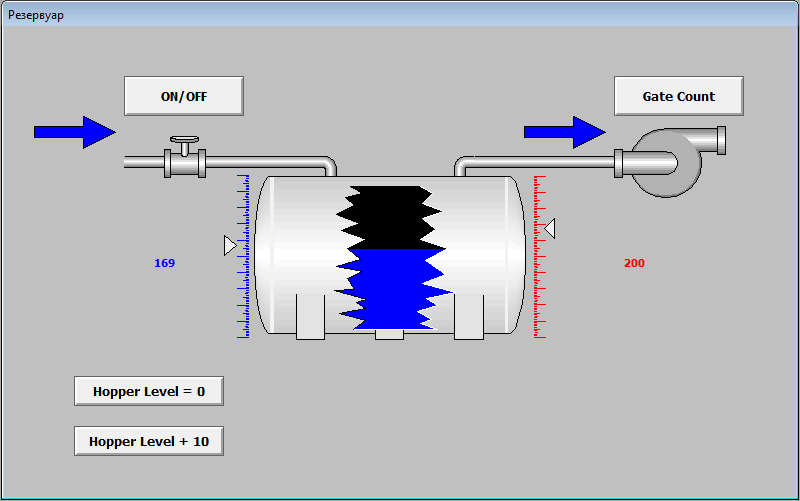 Резервуар
ON/OFF
Gate Count
169
200
Hopper Level = 0
Hopper Level + 10